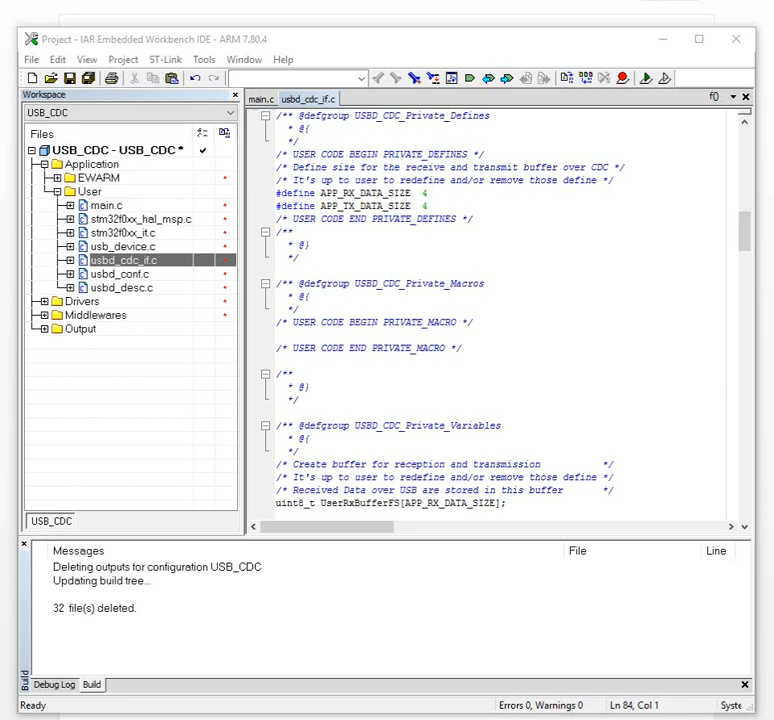 Project - IAR Embedded Workbench IDE - ARM 7.80.4
File Edit View Project ST-Link Tools Window Help
Workspace
USB_CDC
Files
USB_CDC - USB_CDC *
Application
EWARM
User
main.c
stm32f0xx_hal_msp.c
stm32f0xx_it.c
usb_device.c
usbd_cdc_if.c
usbd_conf.c
usbd_desc.c
Drivers
Middlewares
Output
USB_CDC
main.c usbd_cdc_if.c f()
/** @defgroup USBD_CDC_Private_Defines
* @{
*/
/* USER CODE BEGIN PRIVATE_DEFINES */
/* Define size for the receive and transmit buffer over CDC */
/* It's up to user to redefine and/or remove those define */
#define APP_RX_DATA_SIZE 4
#define APP_TX_DATA_SIZE 4
/* USER CODE END PRIVATE_DEFINES */
/**
* @}
*/
/** @defgroup USBD_CDC_Private_Macros
* @{
*/
/* USER CODE BEGIN PRIVATE_MACRO */
/* USER CODE END PRIVATE_MACRO */
/**
* @}
*/
/** @defgroup USBD_CDC_Private_Variables
* @{
*/
/* Create buffer for reception and transmission */
/* It's up to user to redefine and/or remove those define */
/* Received Data over USB are stored in this buffer */
uint8_t UserRxBufferFS[APP_RX_DATA_SIZE];
Messages File Line
Deleting outputs for configuration USB_CDC
Updating build tree...
32 file(s) deleted.
Build
Debug Log Build
Ready Errors 0, Warnings 0 Ln 84, Col 1 Syste